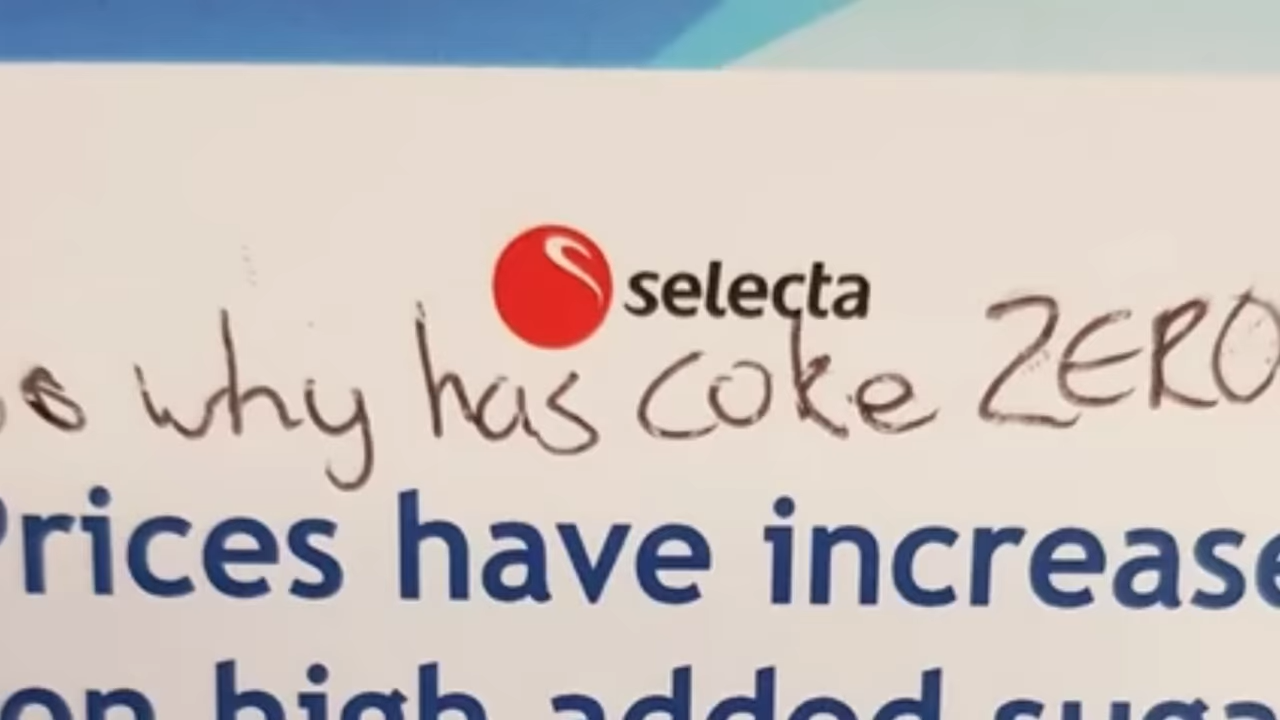 selecta
why has coke ZERO
Prices have increase
on high added suga